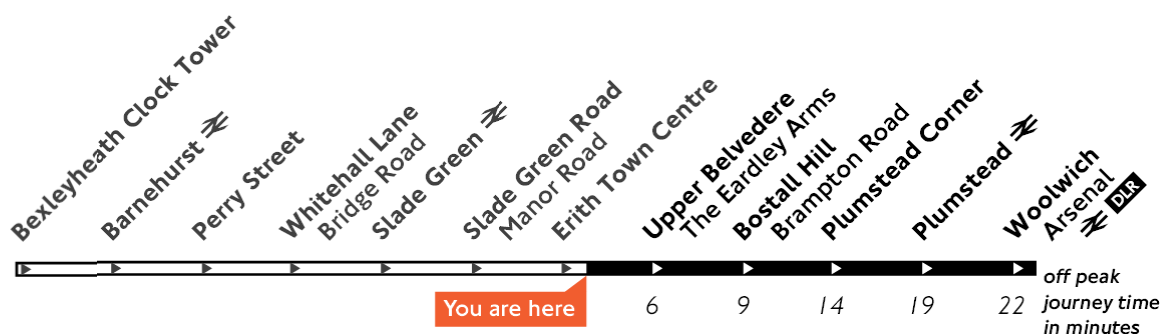 Bexleyheath Clock Tower
Barnehurst
Perry Street
Whitehall Lane
Bridge Road
Slade Green
Slade Green Road
Manor Road
Erith Town Centre
Upper Belvedere
The Eardley Arms
Bostall Hill
Brampton Road
Plumstead Corner
Plumstead
Woolwich
Arsenal
DLR
You are here
6 9 14 19 22
off peak
journey time
in minutes